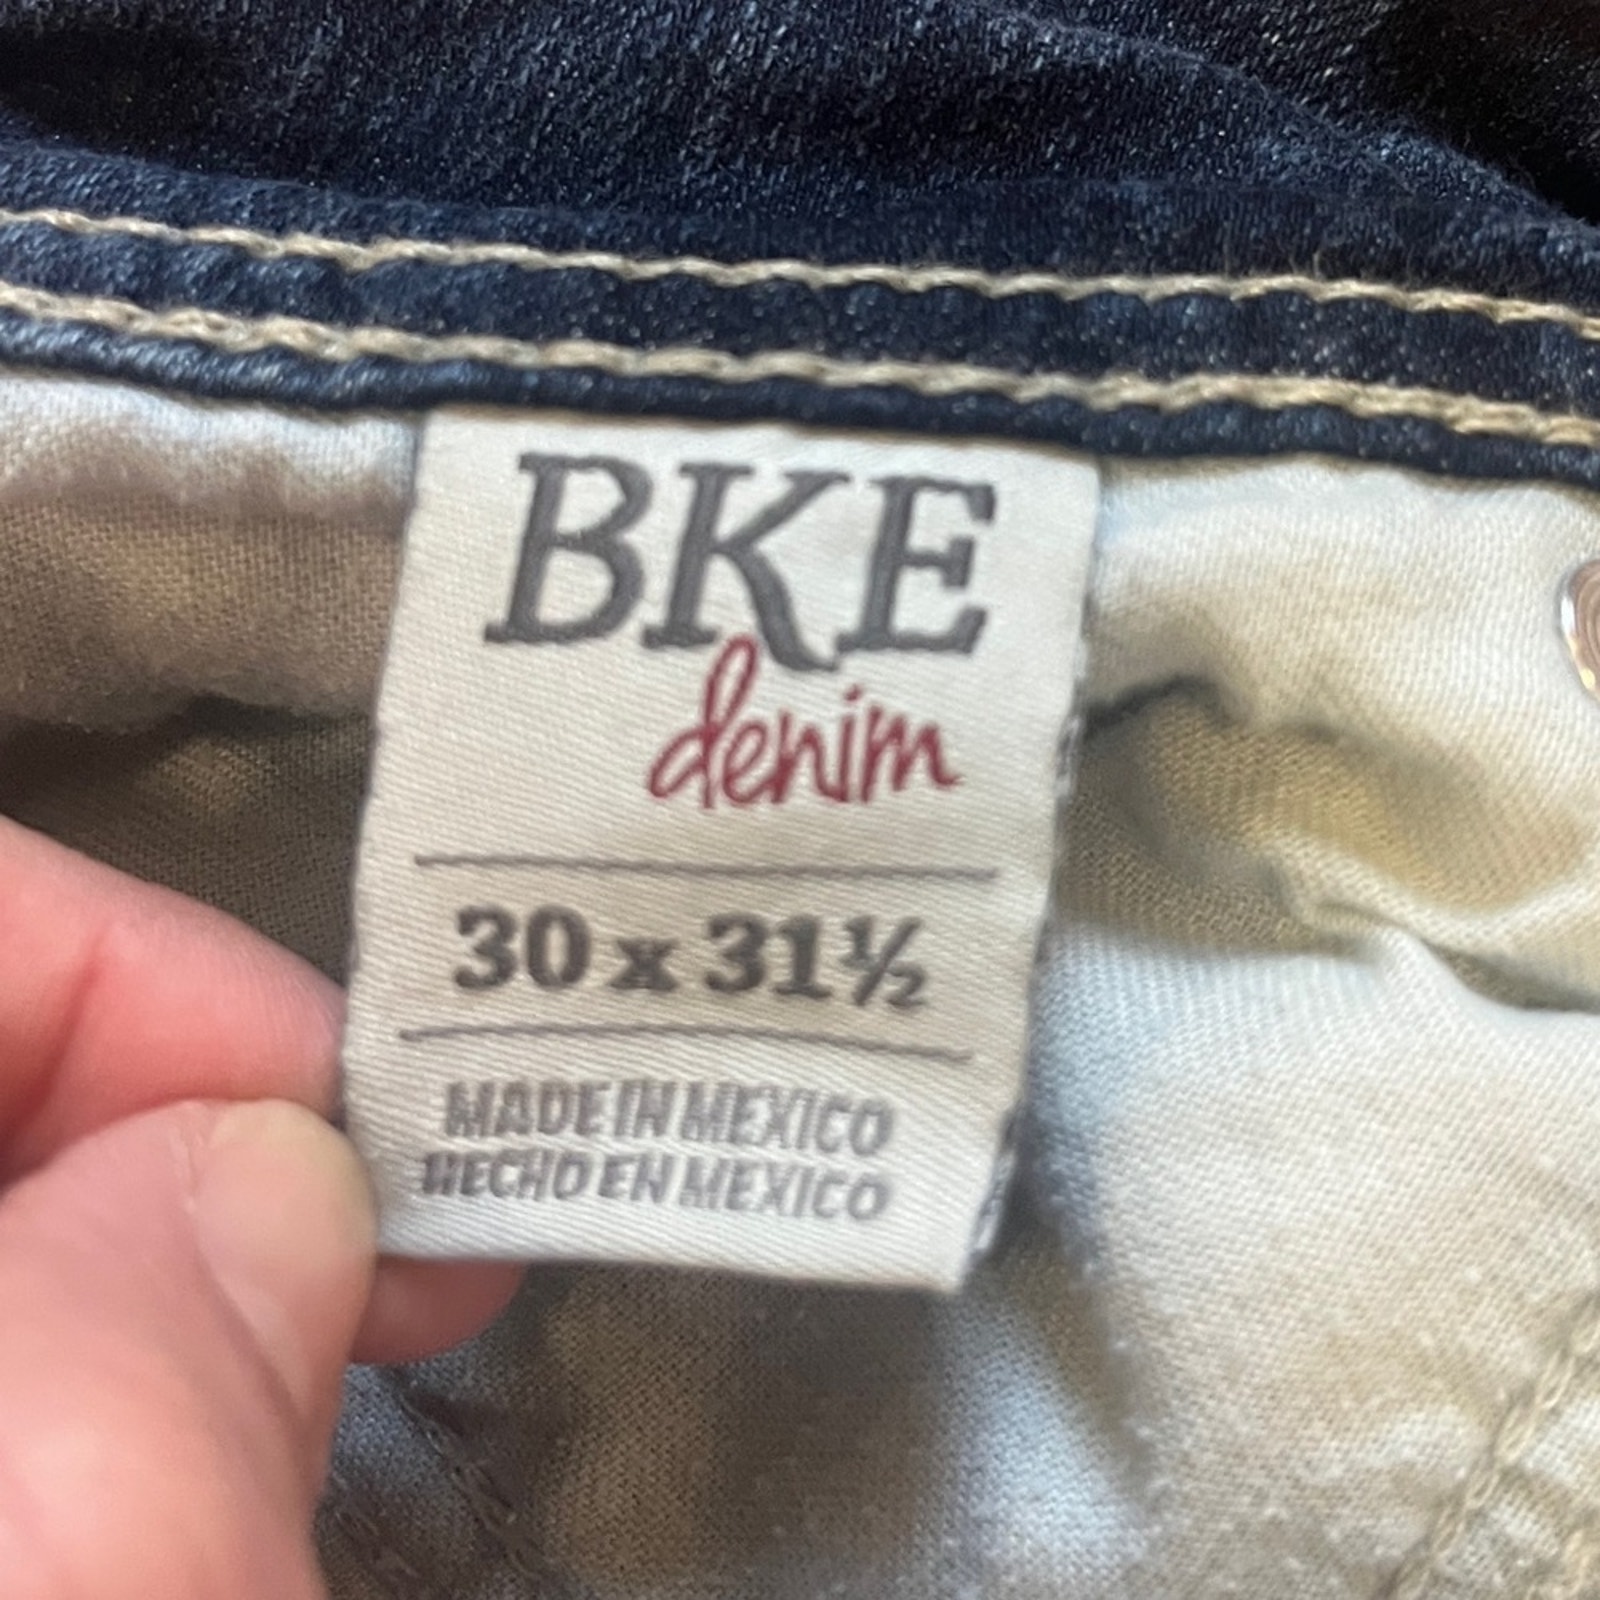 BKE
denim
30 x 31½
MADE IN MEXICO
HECHO EN MEXICO